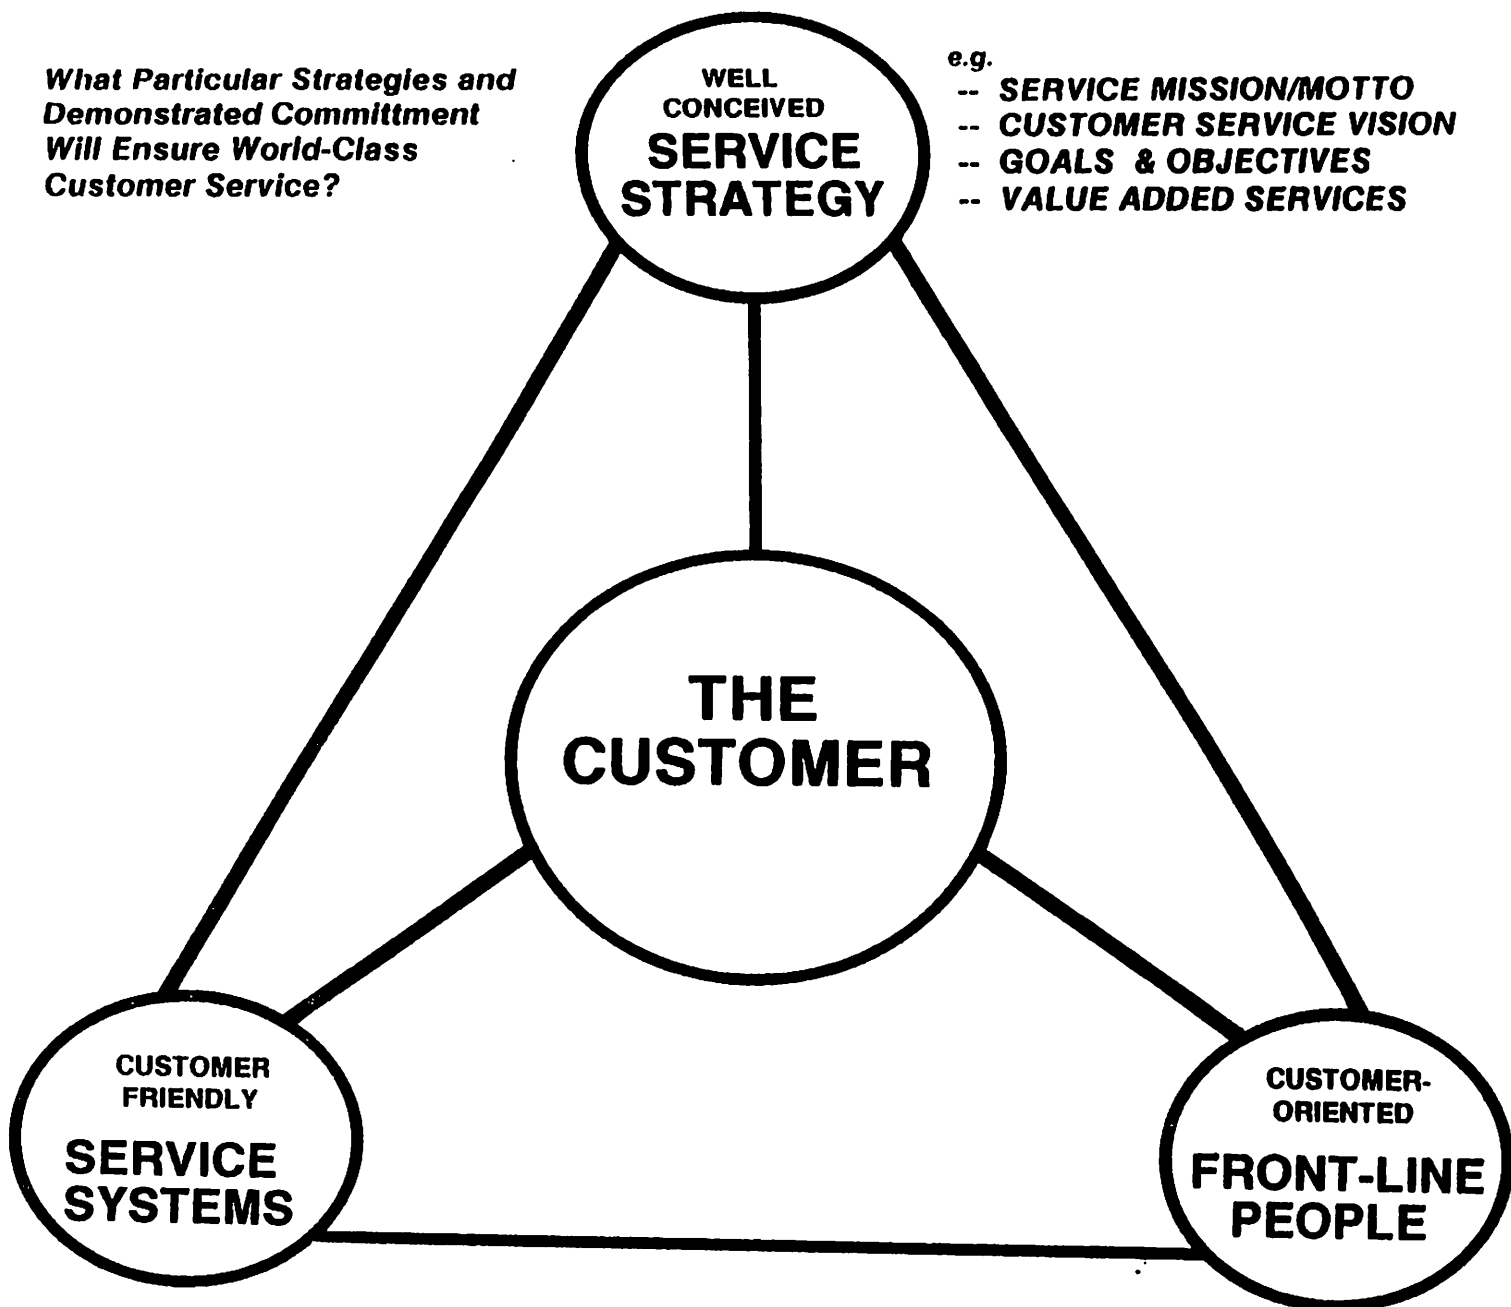 What Particular Strategies and
Demonstrated Committment
Will Ensure World-Class
Customer Service?
WELL
CONCEIVED
SERVICE
STRATEGY
e.g.
-- SERVICE MISSION/MOTTO
-- CUSTOMER SERVICE VISION
-- GOALS & OBJECTIVES
-- VALUE ADDED SERVICES
THE
CUSTOMER
CUSTOMER
FRIENDLY
SERVICE
SYSTEMS
CUSTOMER-
ORIENTED
FRONT-LINE
PEOPLE